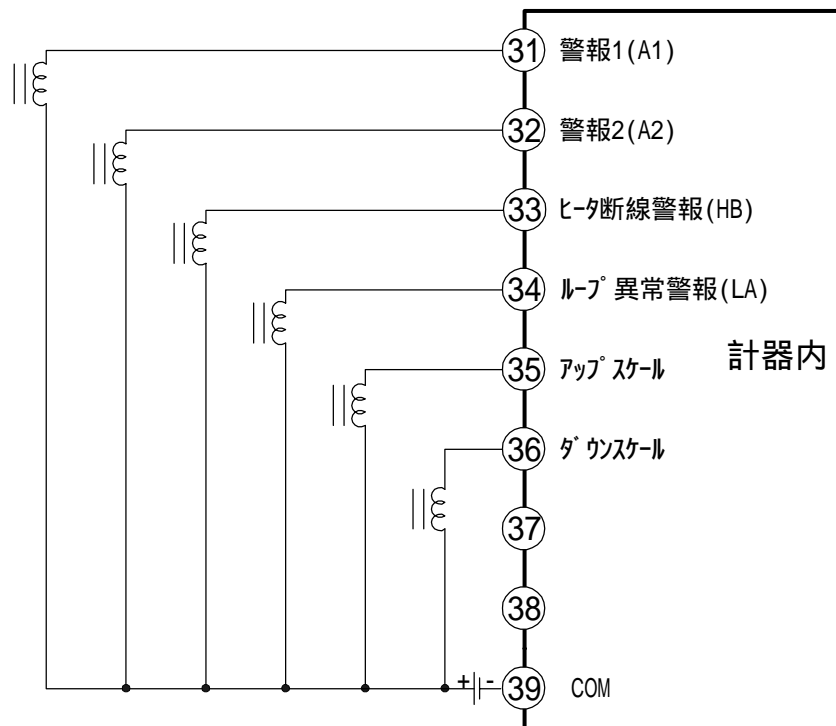 31 警報1(A1)
32 警報2(A2)
33 ﾋｰﾀ断線警報(HB)
34 ﾙｰﾌﾟ異常警報(LA)
計器内
35 ｱｯﾌﾟｽｹｰﾙ
36 ﾀﾞｳﾝｽｹｰﾙ
37
38
+ - 39 COM